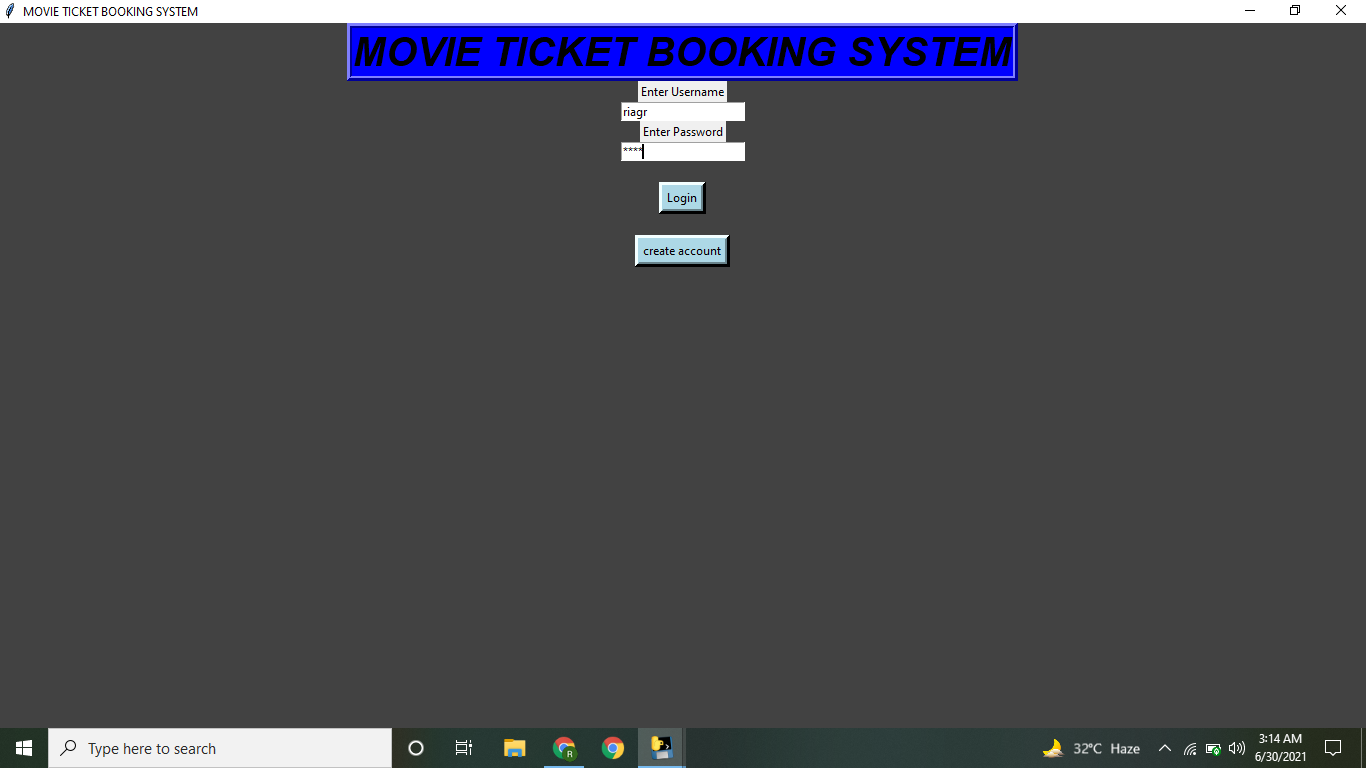 MOVIE TICKET BOOKING SYSTEM
MOVIE TICKET BOOKING SYSTEM
Enter Username
riagr
Enter Password
****
Login
create account
Type here to search
R
32°C Haze
3:14 AM
6/30/2021